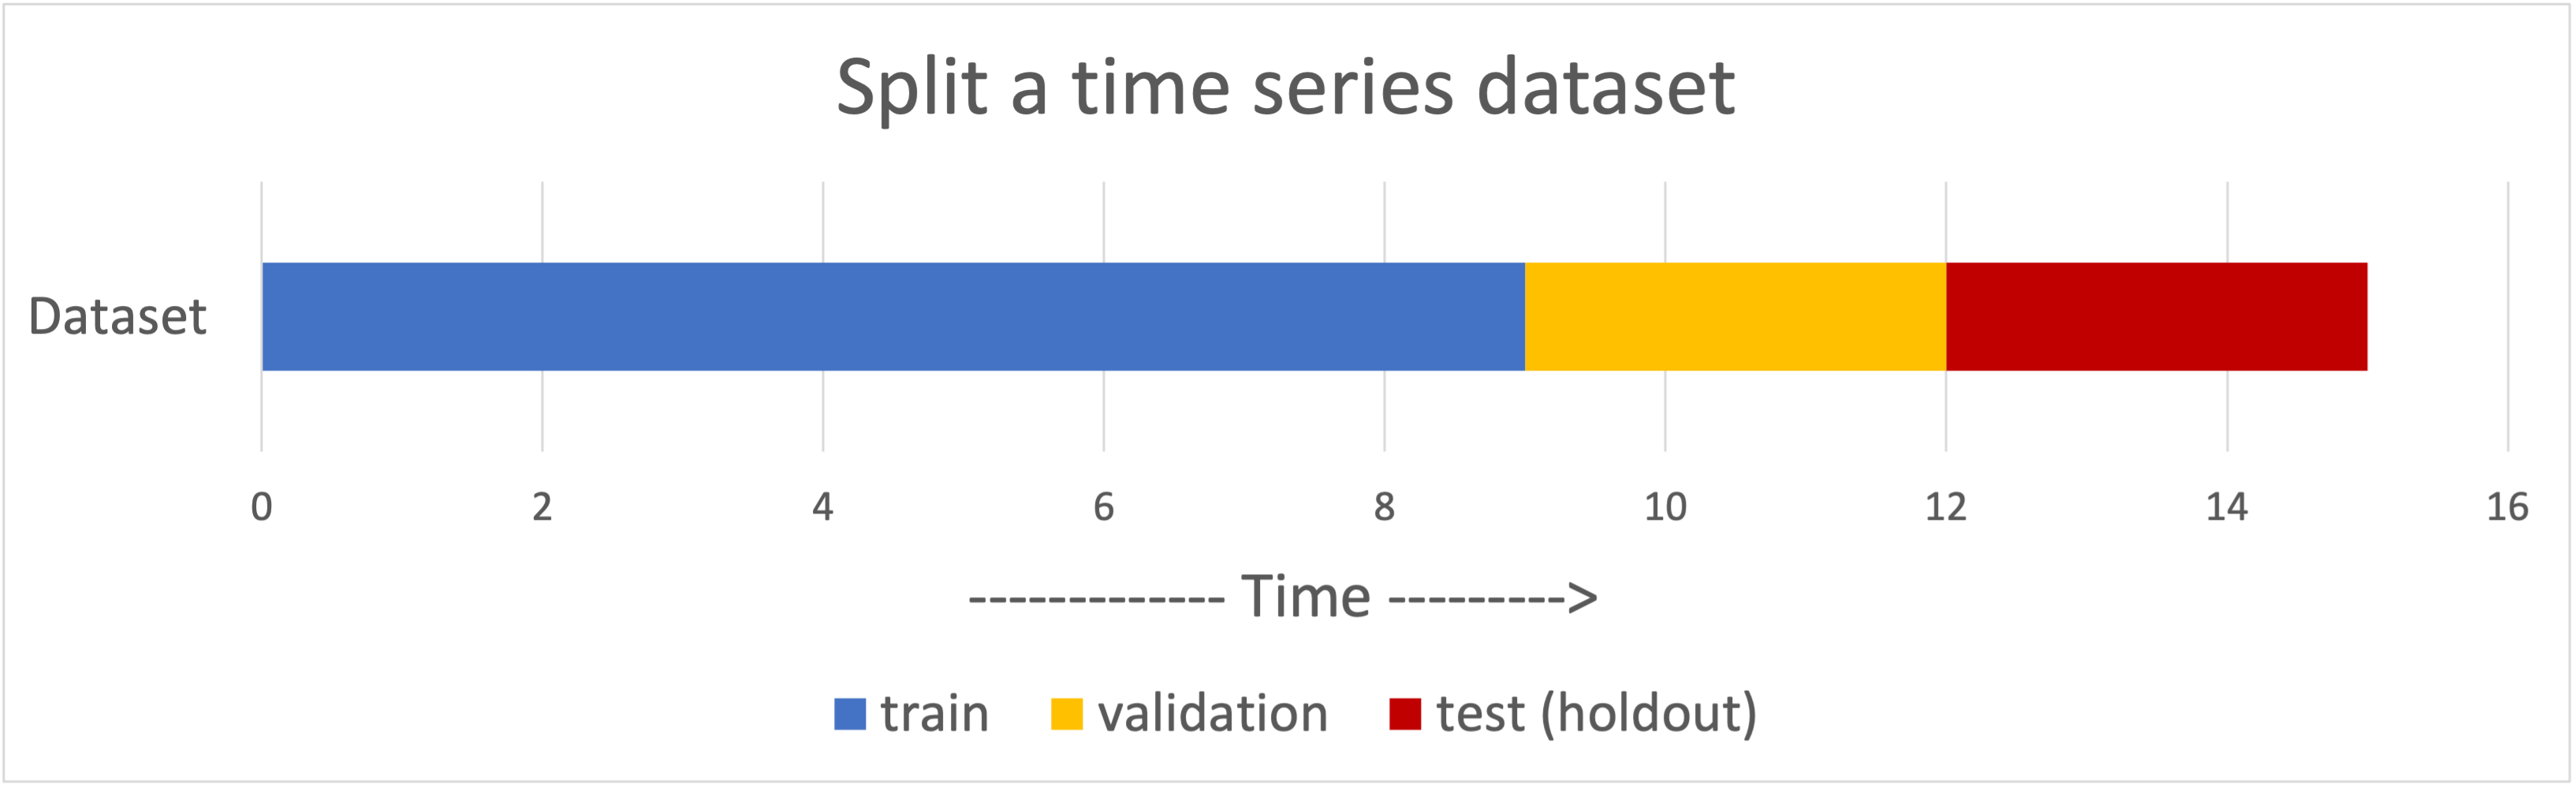 Split a time series dataset
Dataset
0 2 4 6 8 10 12 14 16
------------- Time --------->
train validation test (holdout)